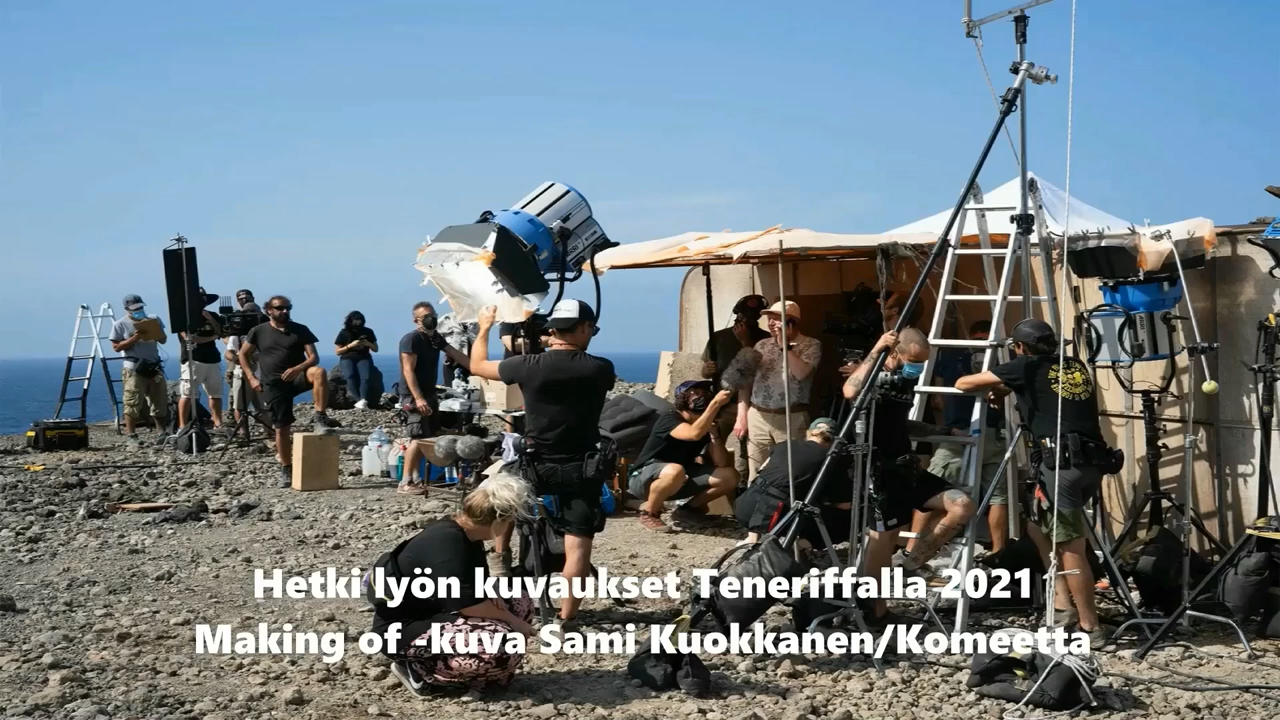 Hetki lyön kuvaukset Teneriffalla 2021
Making of -kuva Sami Kuokkanen/Komeetta